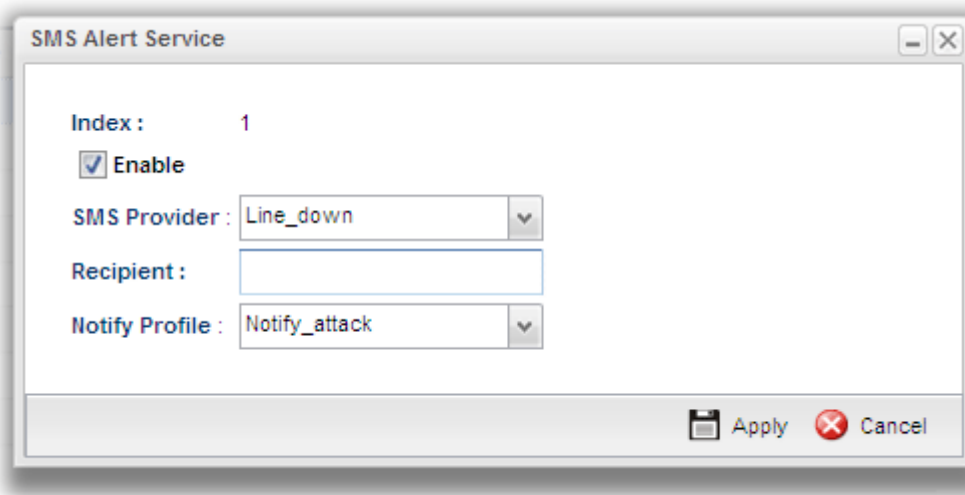 SMS Alert Service
Index : 1
Enable
SMS Provider : Line_down
Recipient :
Notify Profile : Notify_attack
Apply Cancel